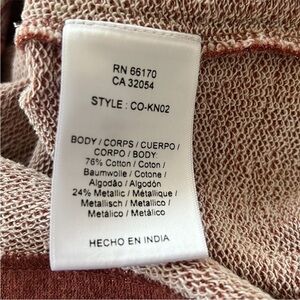 RN 66170
CA 32054
STYLE : CO-KN02
BODY / CORPS / CUERPO /
CORPO / BODY:
76% Cotton / Coton /
Baumwolle / Cotone /
Algodão / Algodón
24% Metallic / Métallique /
Metallisch / Metallico /
Metálico / Metálico
HECHO EN INDIA